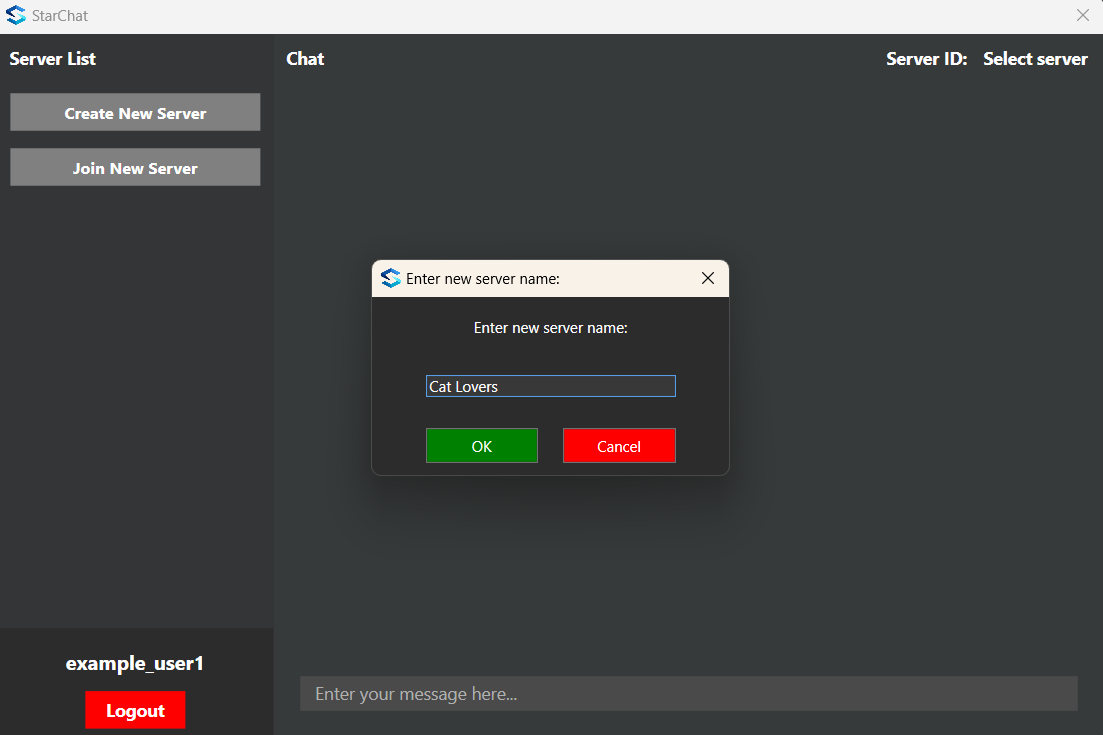 StarChat
Server List
Create New Server
Join New Server
Chat
Server ID: Select server
Enter new server name:
Enter new server name:
Cat Lovers
OK Cancel
example_user1
Logout
Enter your message here...